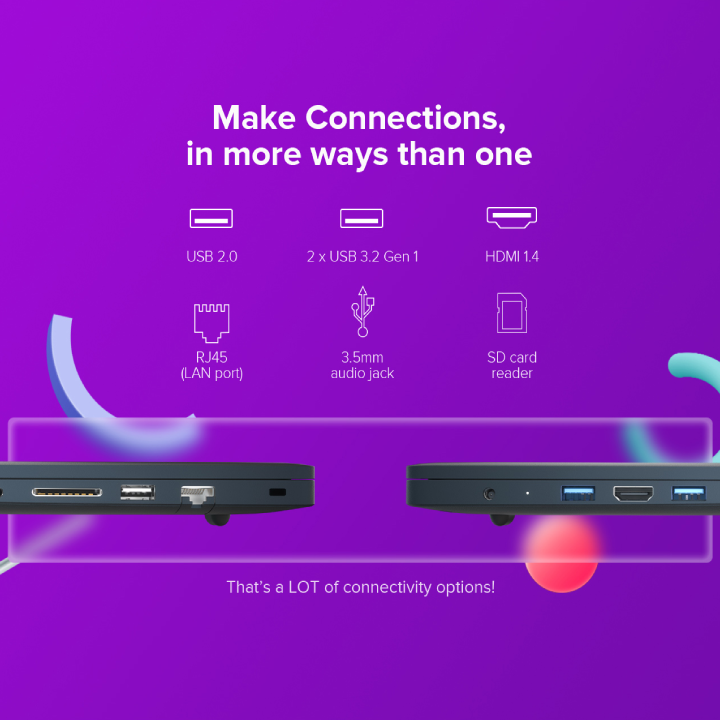 Make Connections,
in more ways than one
USB 2.0
2 x USB 3.2 Gen 1
HDMI 1.4
RJ45
(LAN port)
3.5mm
audio jack
SD card
reader
That's a LOT of connectivity options!